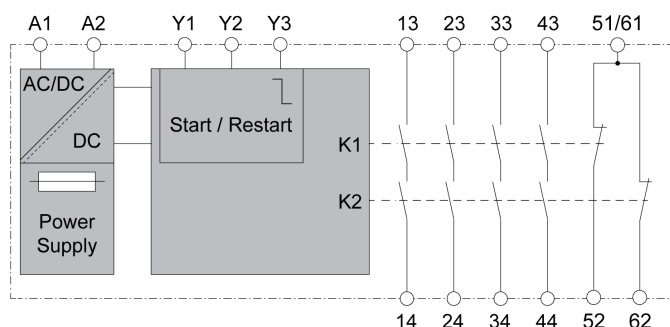 A1 A2 Y1 Y2 Y3 13 23 33 43 51/61
AC/DC
Start / Restart
DC
K1
K2
Power
Supply
14 24 34 44 52 62